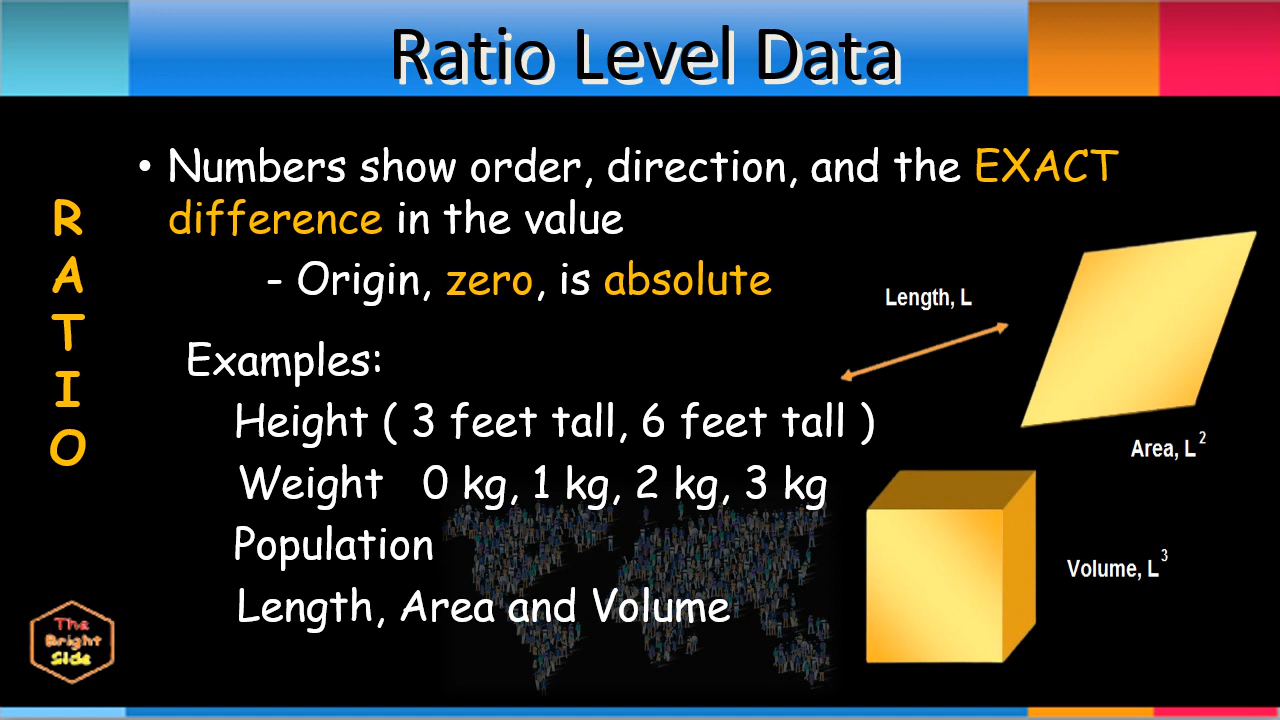 Ratio Level Data
R
A
T
I
O
• Numbers show order, direction, and the EXACT
difference in the value
- Origin, zero, is absolute
Examples:
Height ( 3 feet tall, 6 feet tall )
Weight 0 kg, 1 kg, 2 kg, 3 kg
Population
Length, Area and Volume
Length, L
Area, L²
Volume, L³
The
Bright
Side